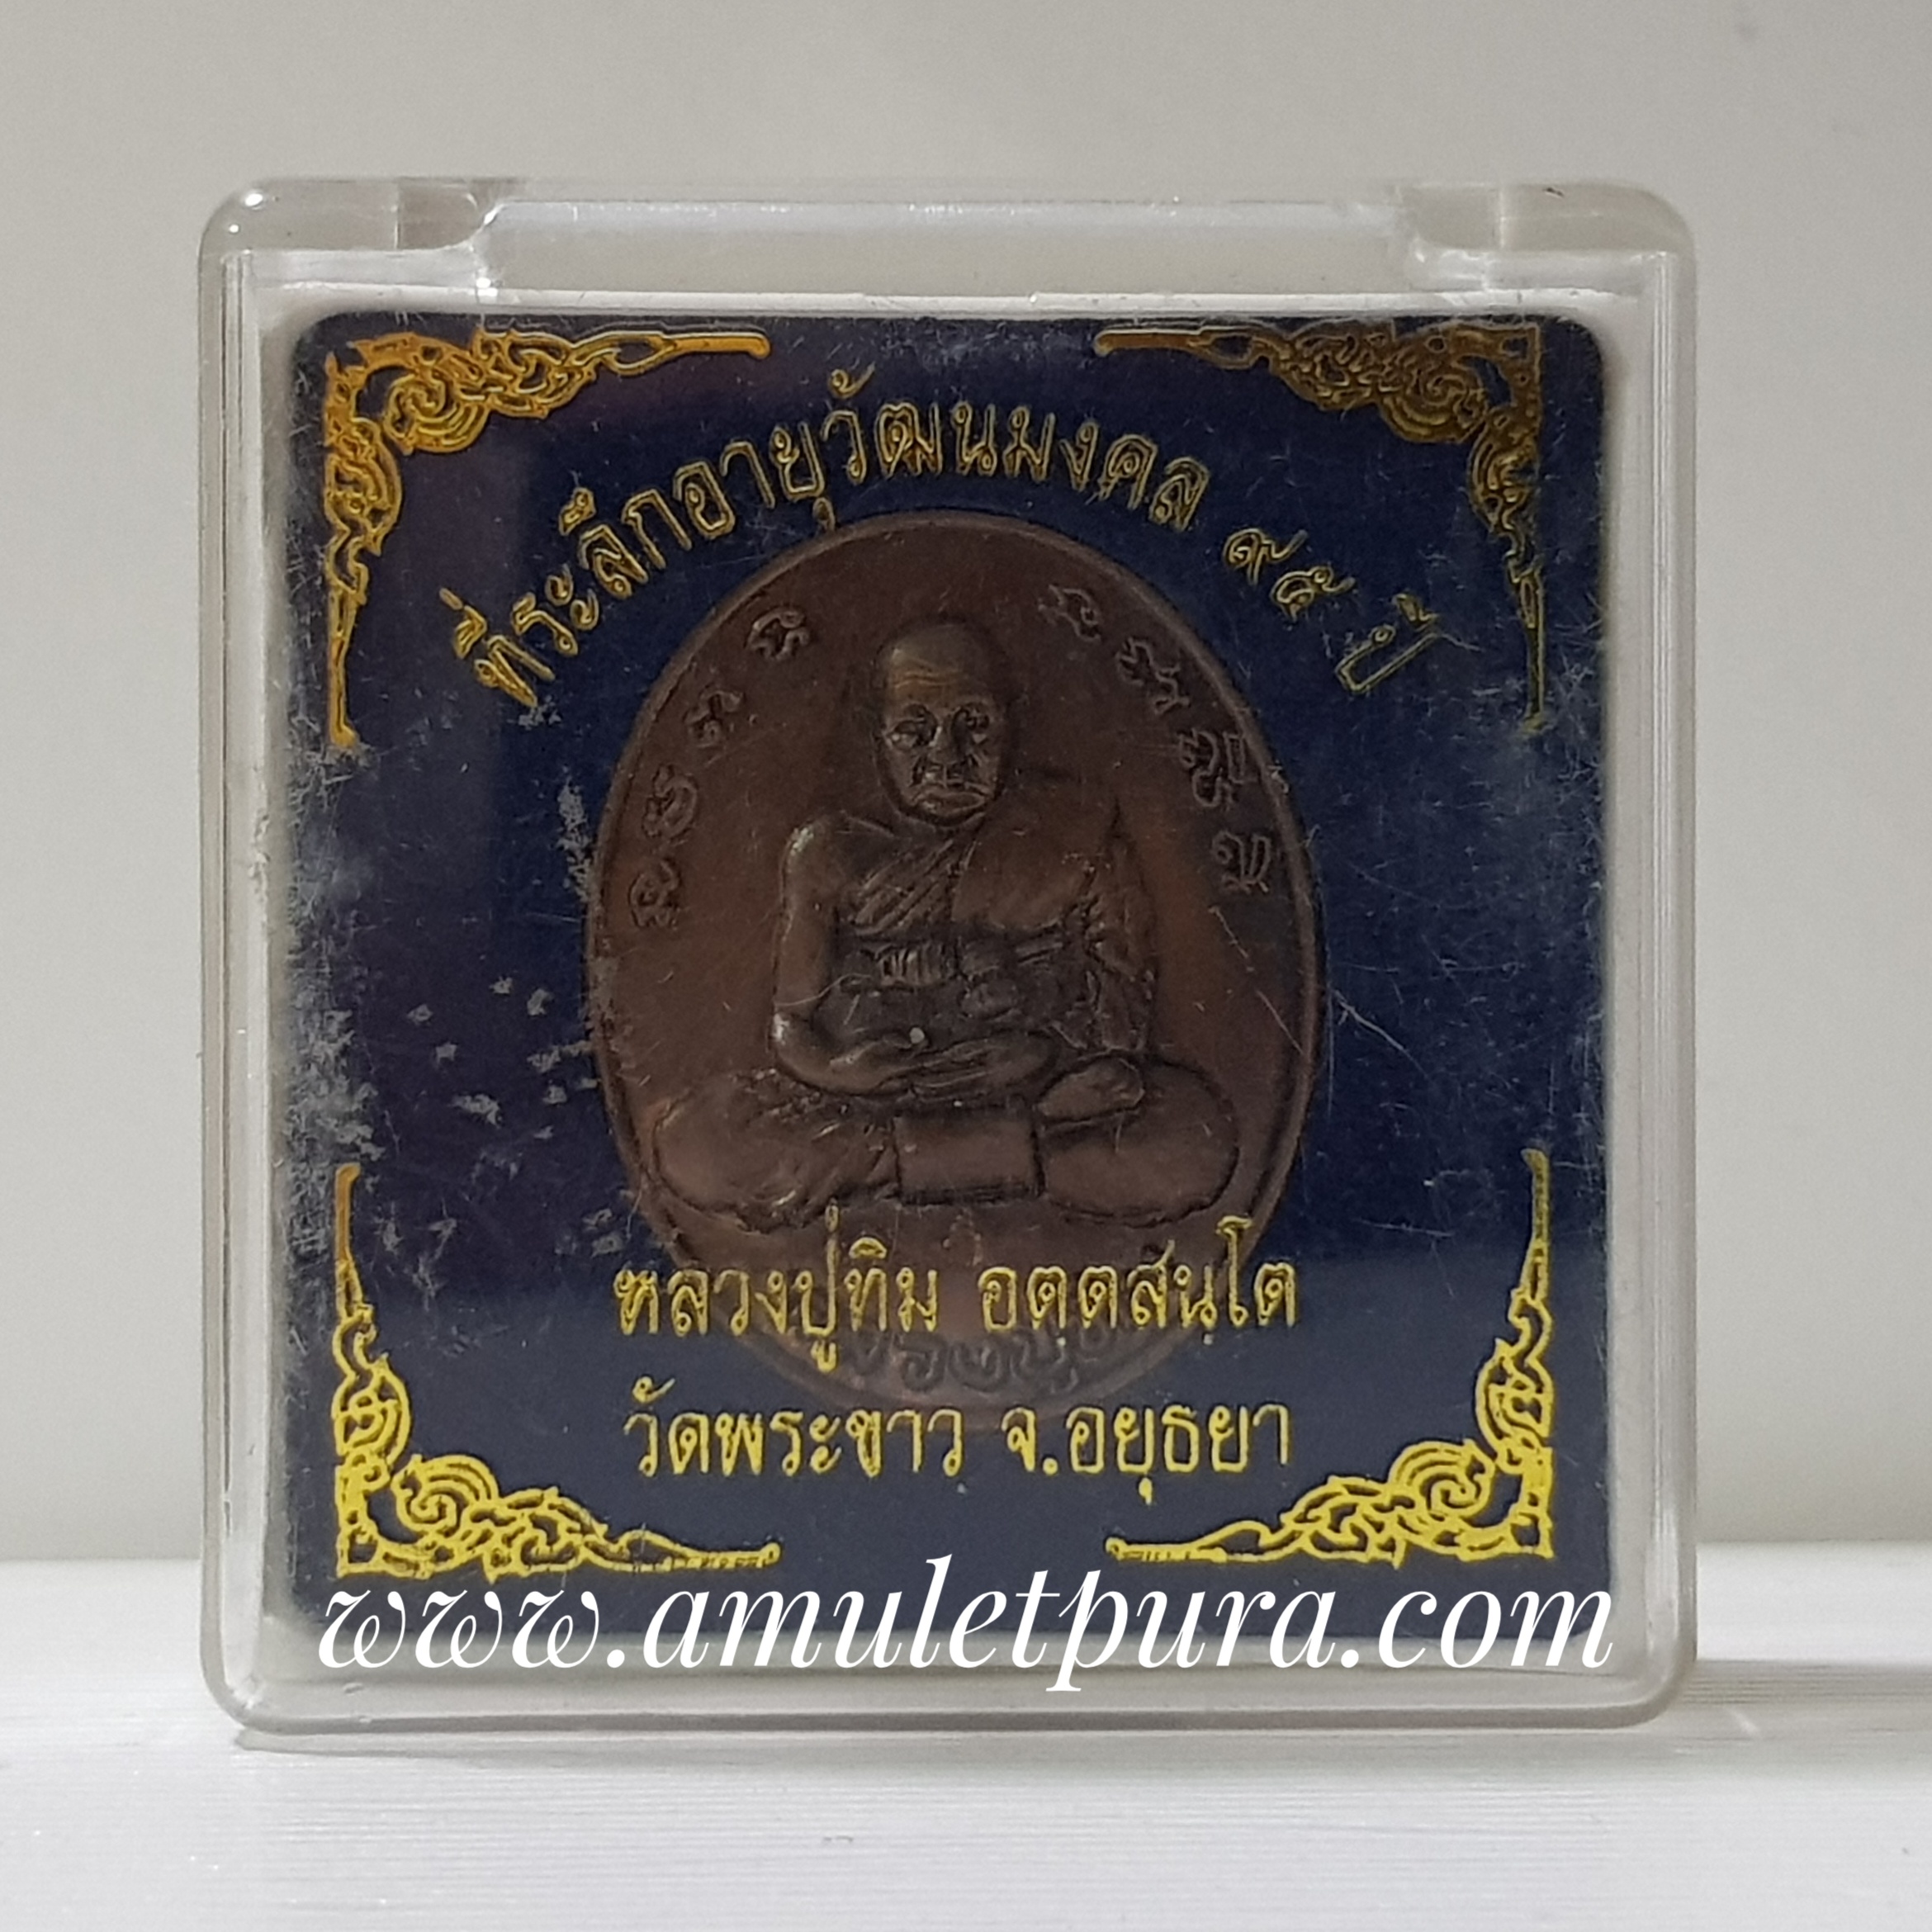 ที่ระลึกอายุวัฒนมงคล ๙๕ ปี
หลวงปู่ทิม อตฺตสนฺโต
วัดพระขาว จ.อยุธยา
www.amuletpura.com